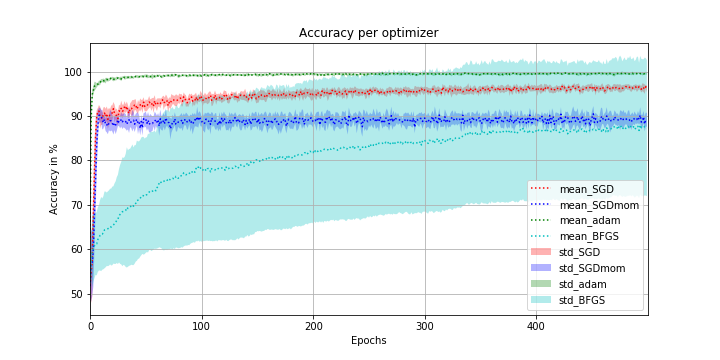 Accuracy per optimizer
Accuracy in %
100
90
80
70
60
50
mean_SGD
mean_SGDmom
mean_adam
mean_BFGS
std_SGD
std_SGDmom
std_adam
std_BFGS
0
100
200
300
400
Epochs